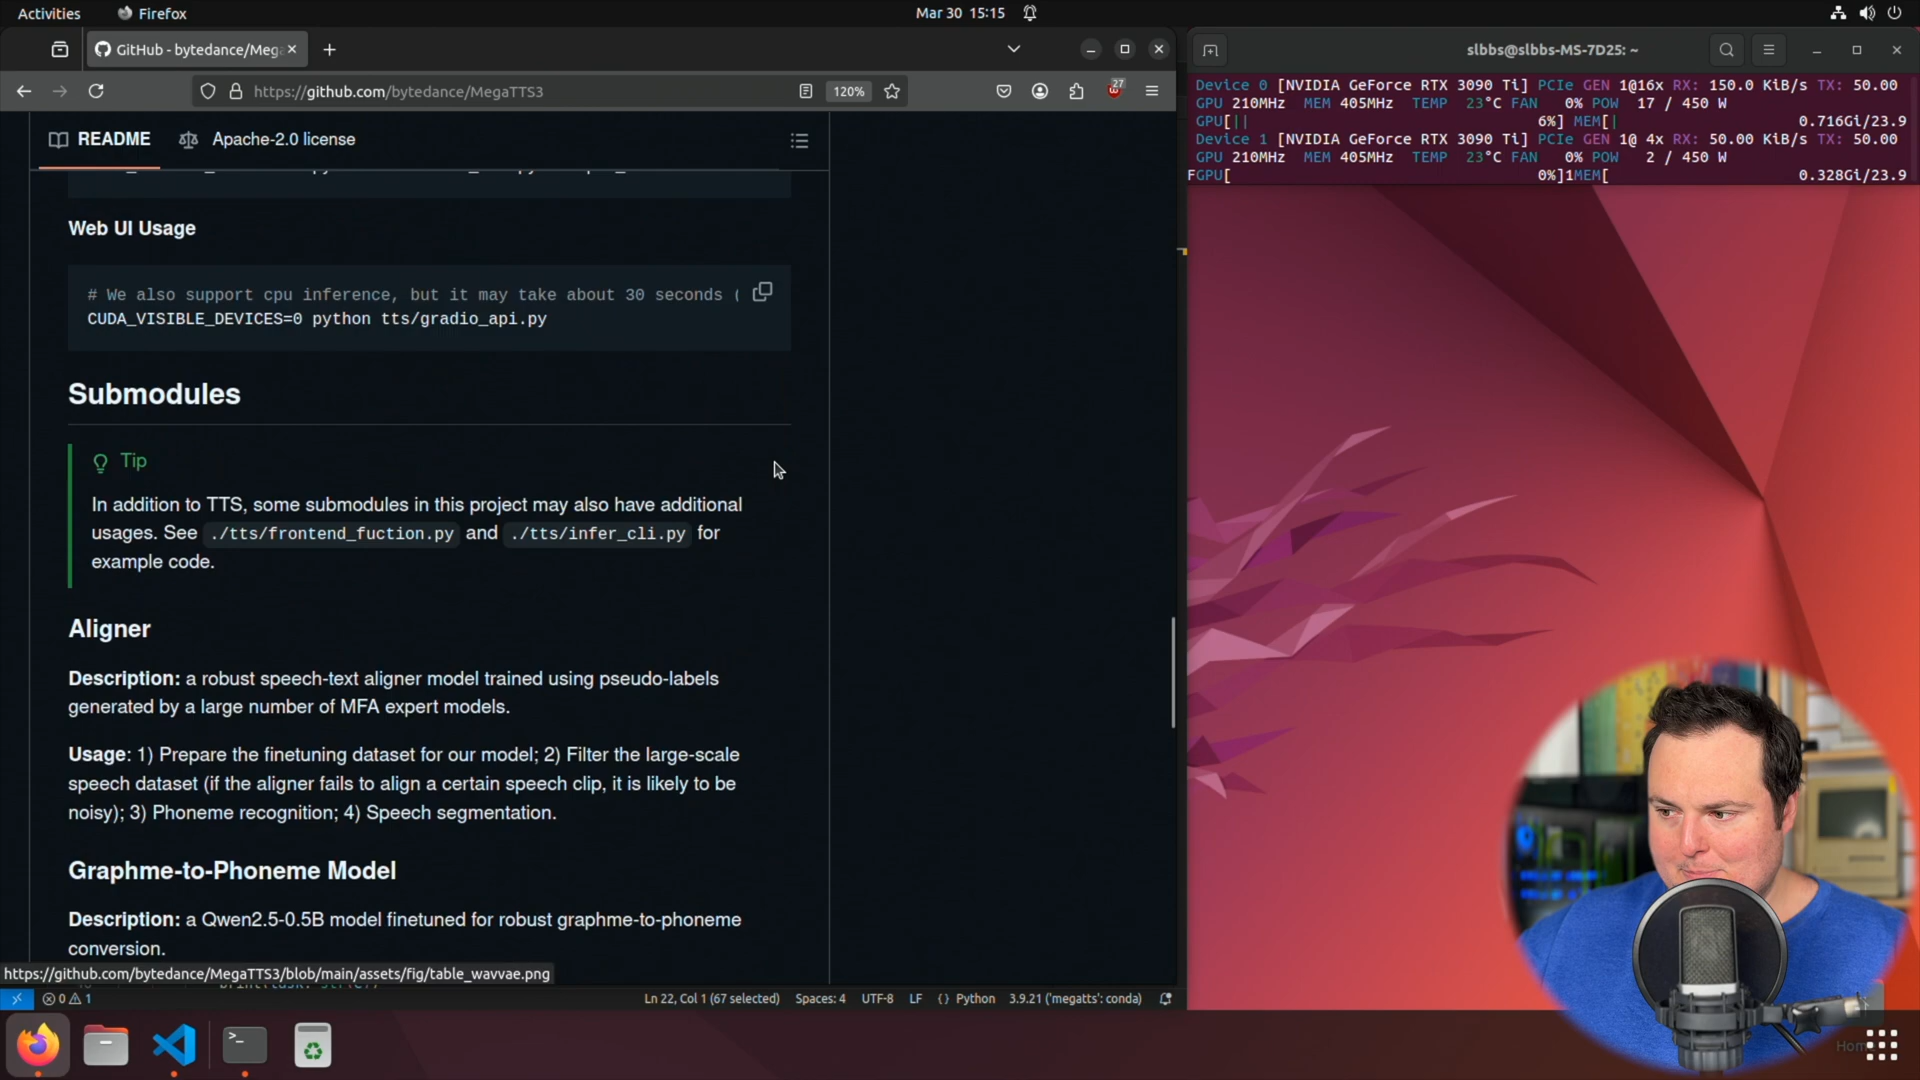 Activities
Firefox
Mar 30 15:15
GitHub - bytedance/Mega
https://github.com/bytedance/MegaTTS3
120%
27
README
Apache-2.0 license
Web UI Usage
# We also support cpu inference, but it may take about 30 seconds (
CUDA_VISIBLE_DEVICES=0 python tts/gradio_api.py
Submodules
Tip
In addition to TTS, some submodules in this project may also have additional
usages. See ./tts/frontend_fuction.py and ./tts/infer_cli.py for
example code.
Aligner
Description: a robust speech-text aligner model trained using pseudo-labels
generated by a large number of MFA expert models.
Usage: 1) Prepare the finetuning dataset for our model; 2) Filter the large-scale
speech dataset (if the aligner fails to align a certain speech clip, it is likely to be
noisy); 3) Phoneme recognition; 4) Speech segmentation.
Graphme-to-Phoneme Model
Description: a Qwen2.5-0.5B model finetuned for robust graphme-to-phoneme
conversion.
https://github.com/bytedance/MegaTTS3/blob/main/assets/fig/table_wavvae.png
0 1
Ln 22, Col 1 (67 selected)
Spaces: 4
UTF-8
LF
{} Python
3.9.21 ('megatts': conda)
slbbs@slbbs-MS-7D25: ~
Device 0 [NVIDIA GeForce RTX 3090 Ti] PCIe GEN 1@16x RX: 150.0 KiB/s TX: 50.00
GPU 210MHz MEM 405MHz TEMP 23°C FAN 0% POW 17 / 450 W
GPU[|| 6%] MEM[| 0.716Gi/23.9
Device 1 [NVIDIA GeForce RTX 3090 Ti] PCIe GEN 1@ 4x RX: 50.00 KiB/s TX: 50.00
GPU 210MHz MEM 405MHz TEMP 23°C FAN 0% POW 2 / 450 W
FGPU[ 0%]1MEM[ 0.328Gi/23.9